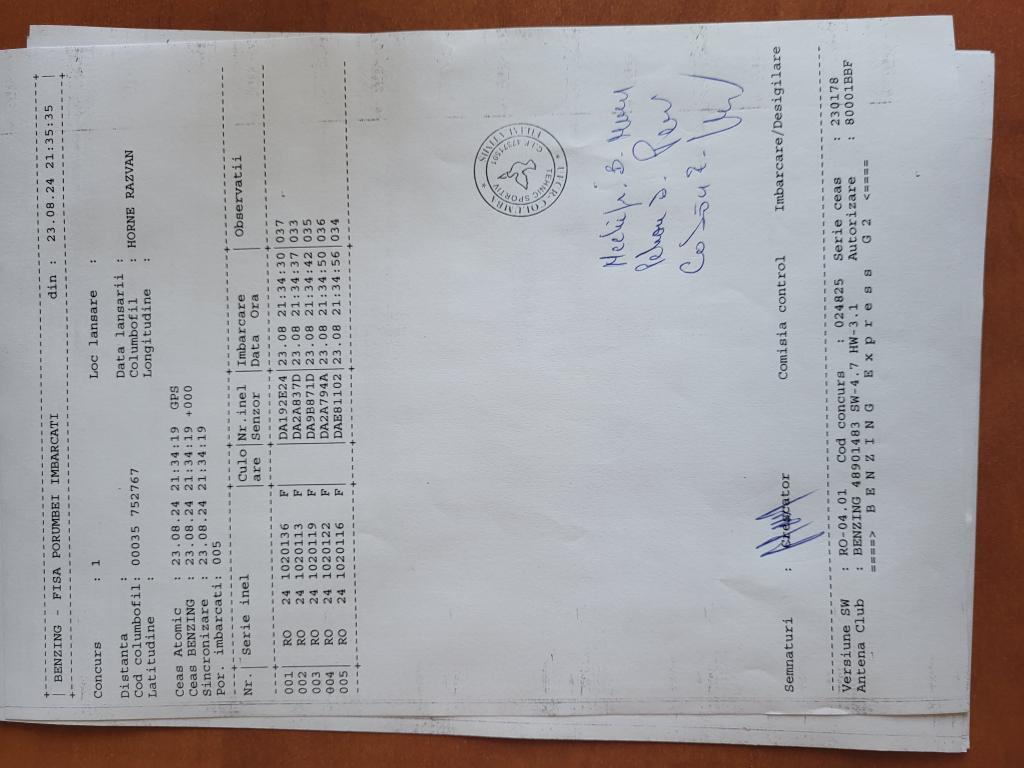 BENZING - FISA PORUMBEI IMBARCATI din : 23.08.24 21:35:35
Concurs : 1 Loc lansare :
Distanta : Data lansarii :
Cod columbofil: 00035 752767 Columbofil : HORNE RAZVAN
Latitudine : Longitudine :
Ceas Atomic : 23.08.24 21:34:19 GPS
Ceas BENZING : 23.08.24 21:34:19 +000
Sincronizare : 23.08.24 21:34:19
Por. imbarcati: 005
Nr.| Serie inel |Culo|Nr.inel |Imbarcare |Observatii
| |are |Senzor |Data Ora |
001| RO 24 1020136 F | |DA192E24|23.08 21:34:30|037
002| RO 24 1020113 F | |DA2A837D|23.08 21:34:37|033
003| RO 24 1020119 F | |DA9B871D|23.08 21:34:42|035
004| RO 24 1020122 F | |DA2A794A|23.08 21:34:50|036
005| RO 24 1020116 F | |DAE81102|23.08 21:34:56|034
COLUMBA
TEHNIC SPORTIV
Semnaturi : Crescator Comisia control Imbarcare/Desigilare
Versiune SW : RO-04.01 Cod concurs : 024825 Serie ceas : 230178
Antena Club : BENZING 48901483 SW-4.7 HW-3.1 Autorizare : 80001BBF
====> B E N Z I N G E x p r e s s G 2 <====